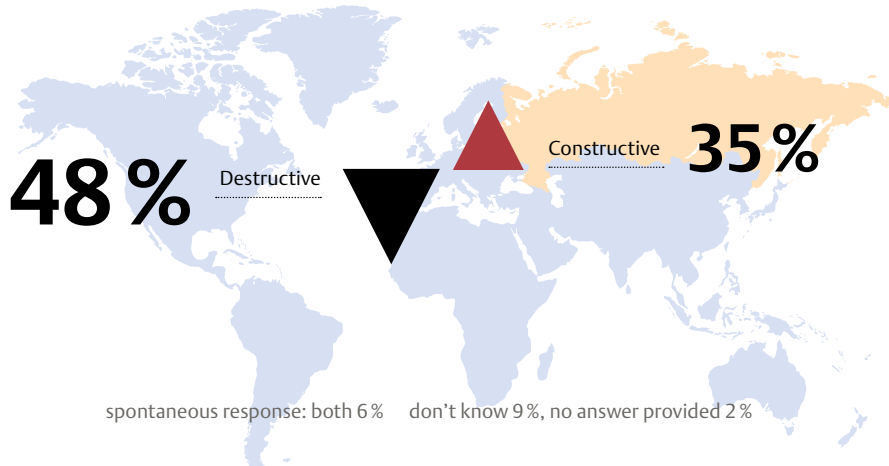 48 %
Destructive
Constructive
35 %
spontaneous response: both 6 % don’t know 9 %, no answer provided 2 %